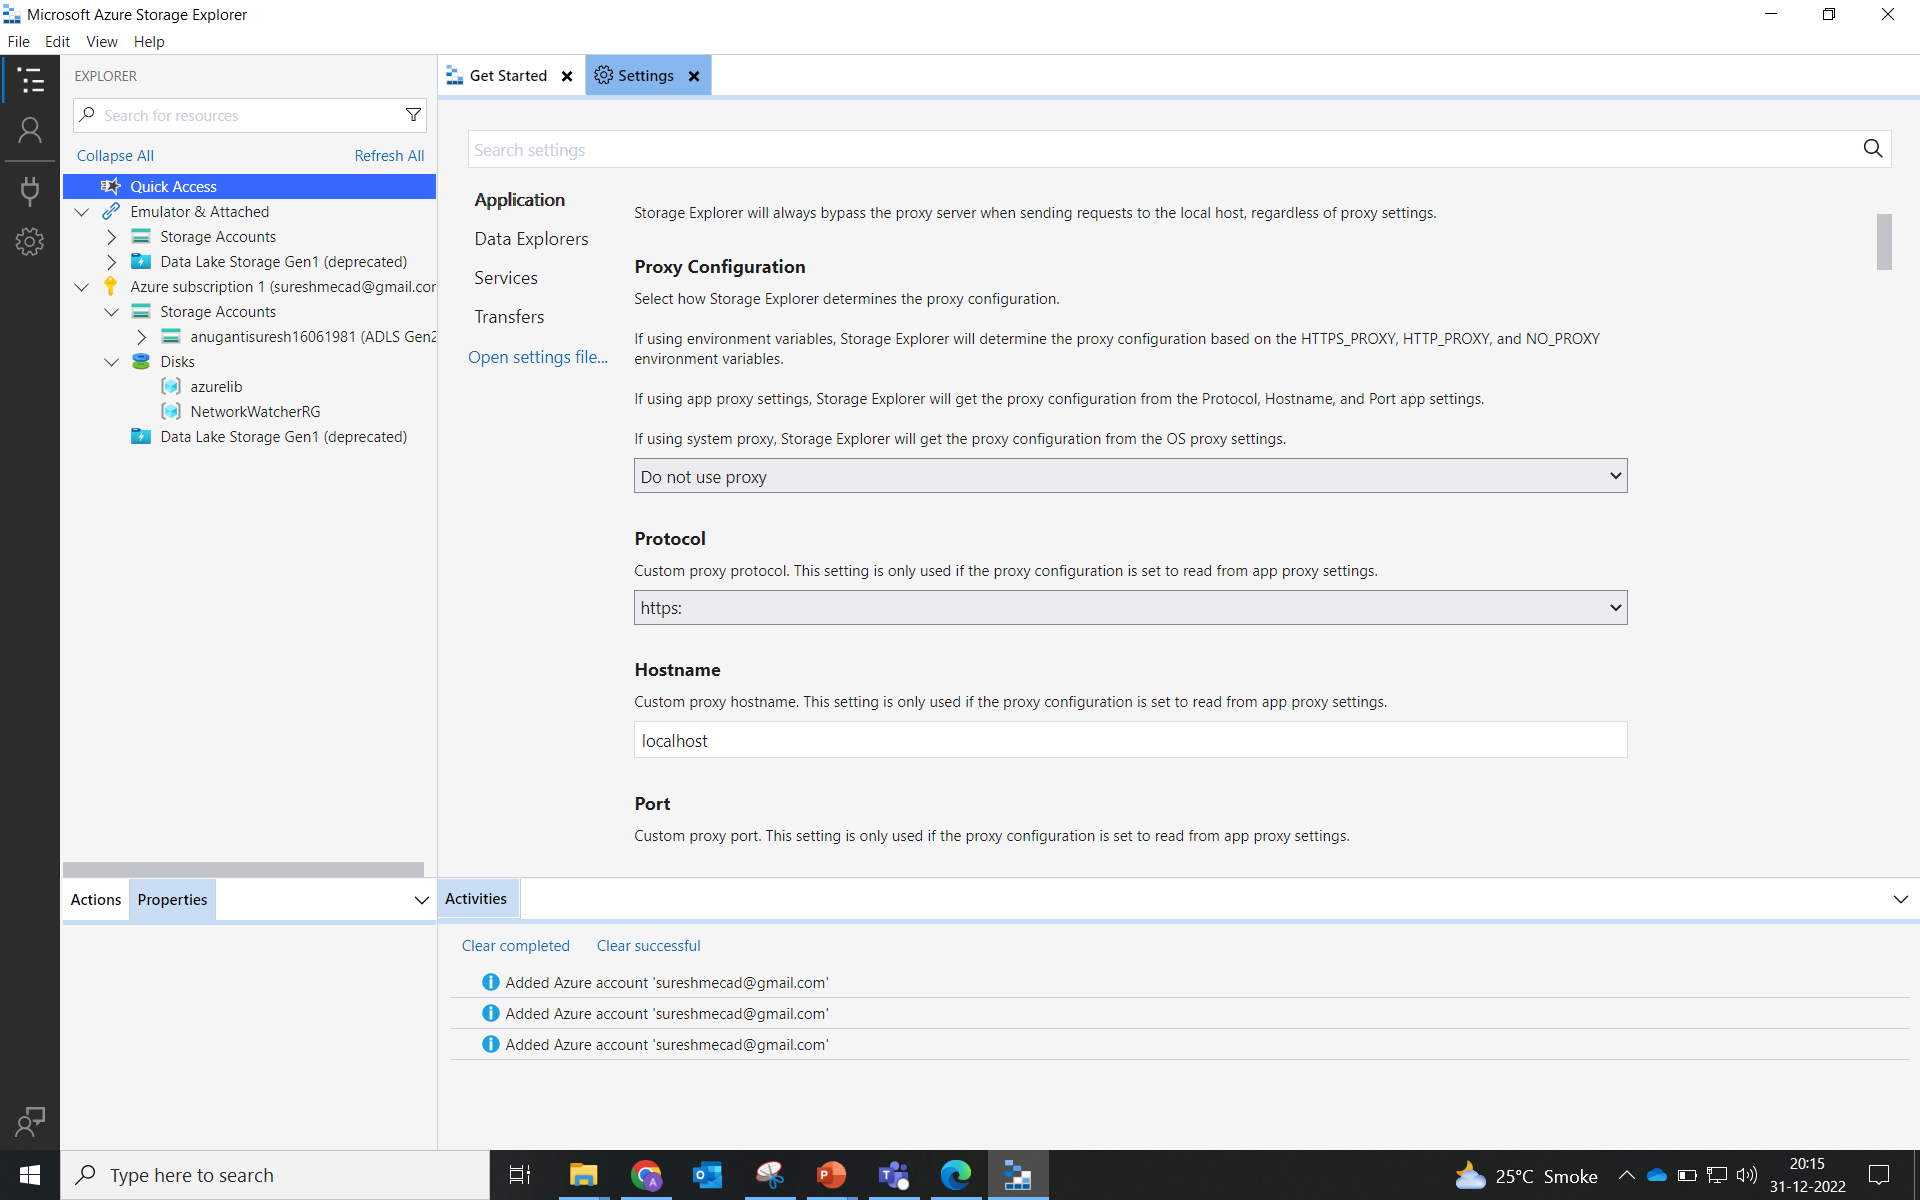 Microsoft Azure Storage Explorer
File Edit View Help
EXPLORER
Search for resources
Collapse All Refresh All
Quick Access
Emulator & Attached
Storage Accounts
Data Lake Storage Gen1 (deprecated)
Azure subscription 1 (sureshmecad@gmail.cor
Storage Accounts
anugantisuresh16061981 (ADLS Gen2
Disks
azurelib
NetworkWatcherRG
Data Lake Storage Gen1 (deprecated)
Actions Properties
Get Started Settings
Search settings
Application
Data Explorers
Services
Transfers
Open settings file...
Storage Explorer will always bypass the proxy server when sending requests to the local host, regardless of proxy settings.
Proxy Configuration
Select how Storage Explorer determines the proxy configuration.
If using environment variables, Storage Explorer will determine the proxy configuration based on the HTTPS_PROXY, HTTP_PROXY, and NO_PROXY
environment variables.
If using app proxy settings, Storage Explorer will get the proxy configuration from the Protocol, Hostname, and Port app settings.
If using system proxy, Storage Explorer will get the proxy configuration from the OS proxy settings.
Do not use proxy
Protocol
Custom proxy protocol. This setting is only used if the proxy configuration is set to read from app proxy settings.
https:
Hostname
Custom proxy hostname. This setting is only used if the proxy configuration is set to read from app proxy settings.
localhost
Port
Custom proxy port. This setting is only used if the proxy configuration is set to read from app proxy settings.
Activities
Clear completed Clear successful
Added Azure account 'sureshmecad@gmail.com'
Added Azure account 'sureshmecad@gmail.com'
Added Azure account 'sureshmecad@gmail.com'
Type here to search
25°C Smoke
20:15
31-12-2022